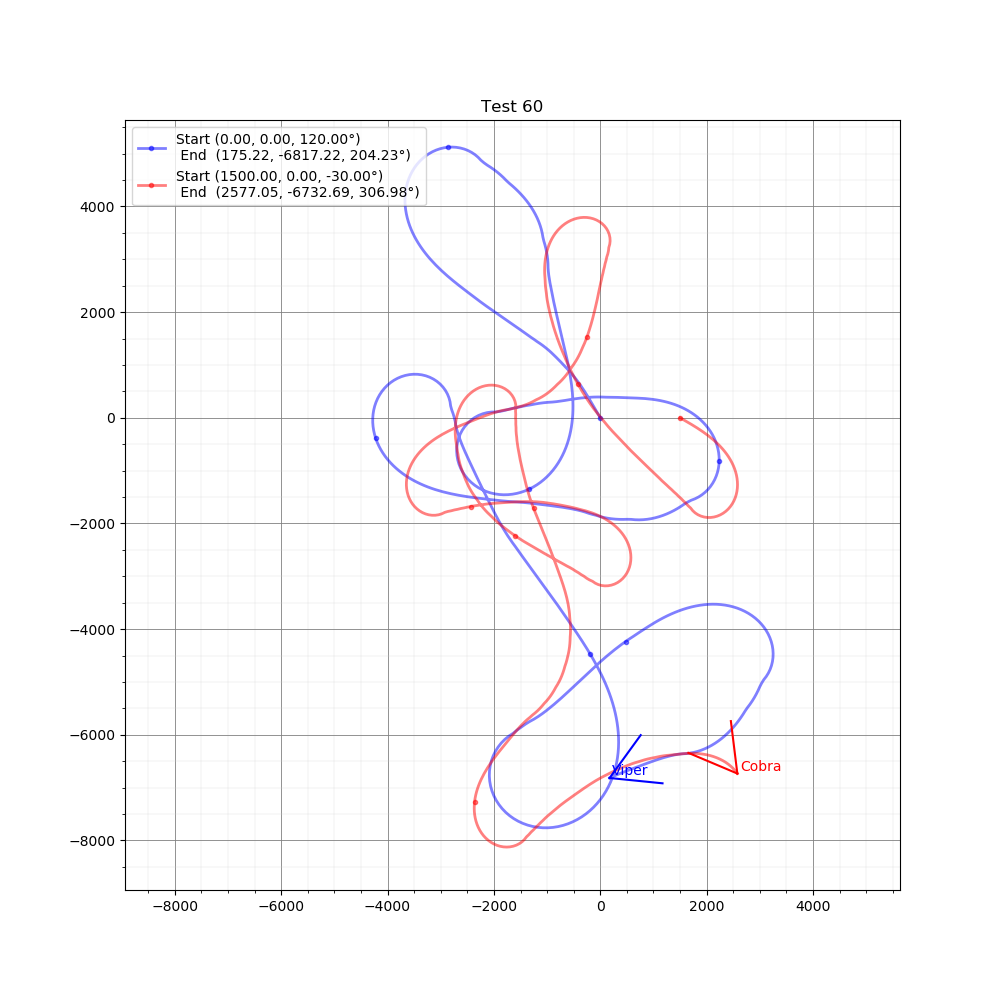 Test 60
Start (0.00, 0.00, 120.00°)
End (175.22, -6817.22, 204.23°)
Start (1500.00, 0.00, -30.00°)
End (2577.05, -6732.69, 306.98°)
4000
2000
0
−2000
−4000
−6000
−8000
Viper
Cobra
−8000 −6000 −4000 −2000 0 2000 4000